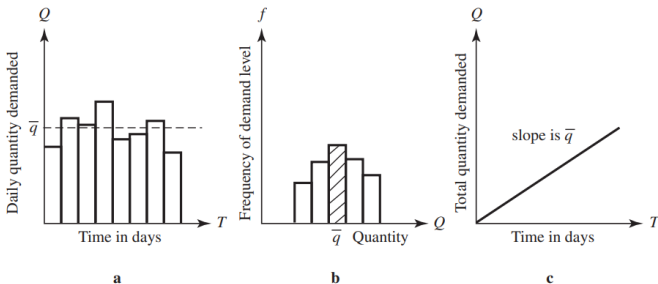 Q
Daily quantity demanded
q̅
T
Time in days
a
f
Frequency of demand level
Q
q̅ Quantity
b
Q
Total quantity demanded
slope is q̅
T
Time in days
c